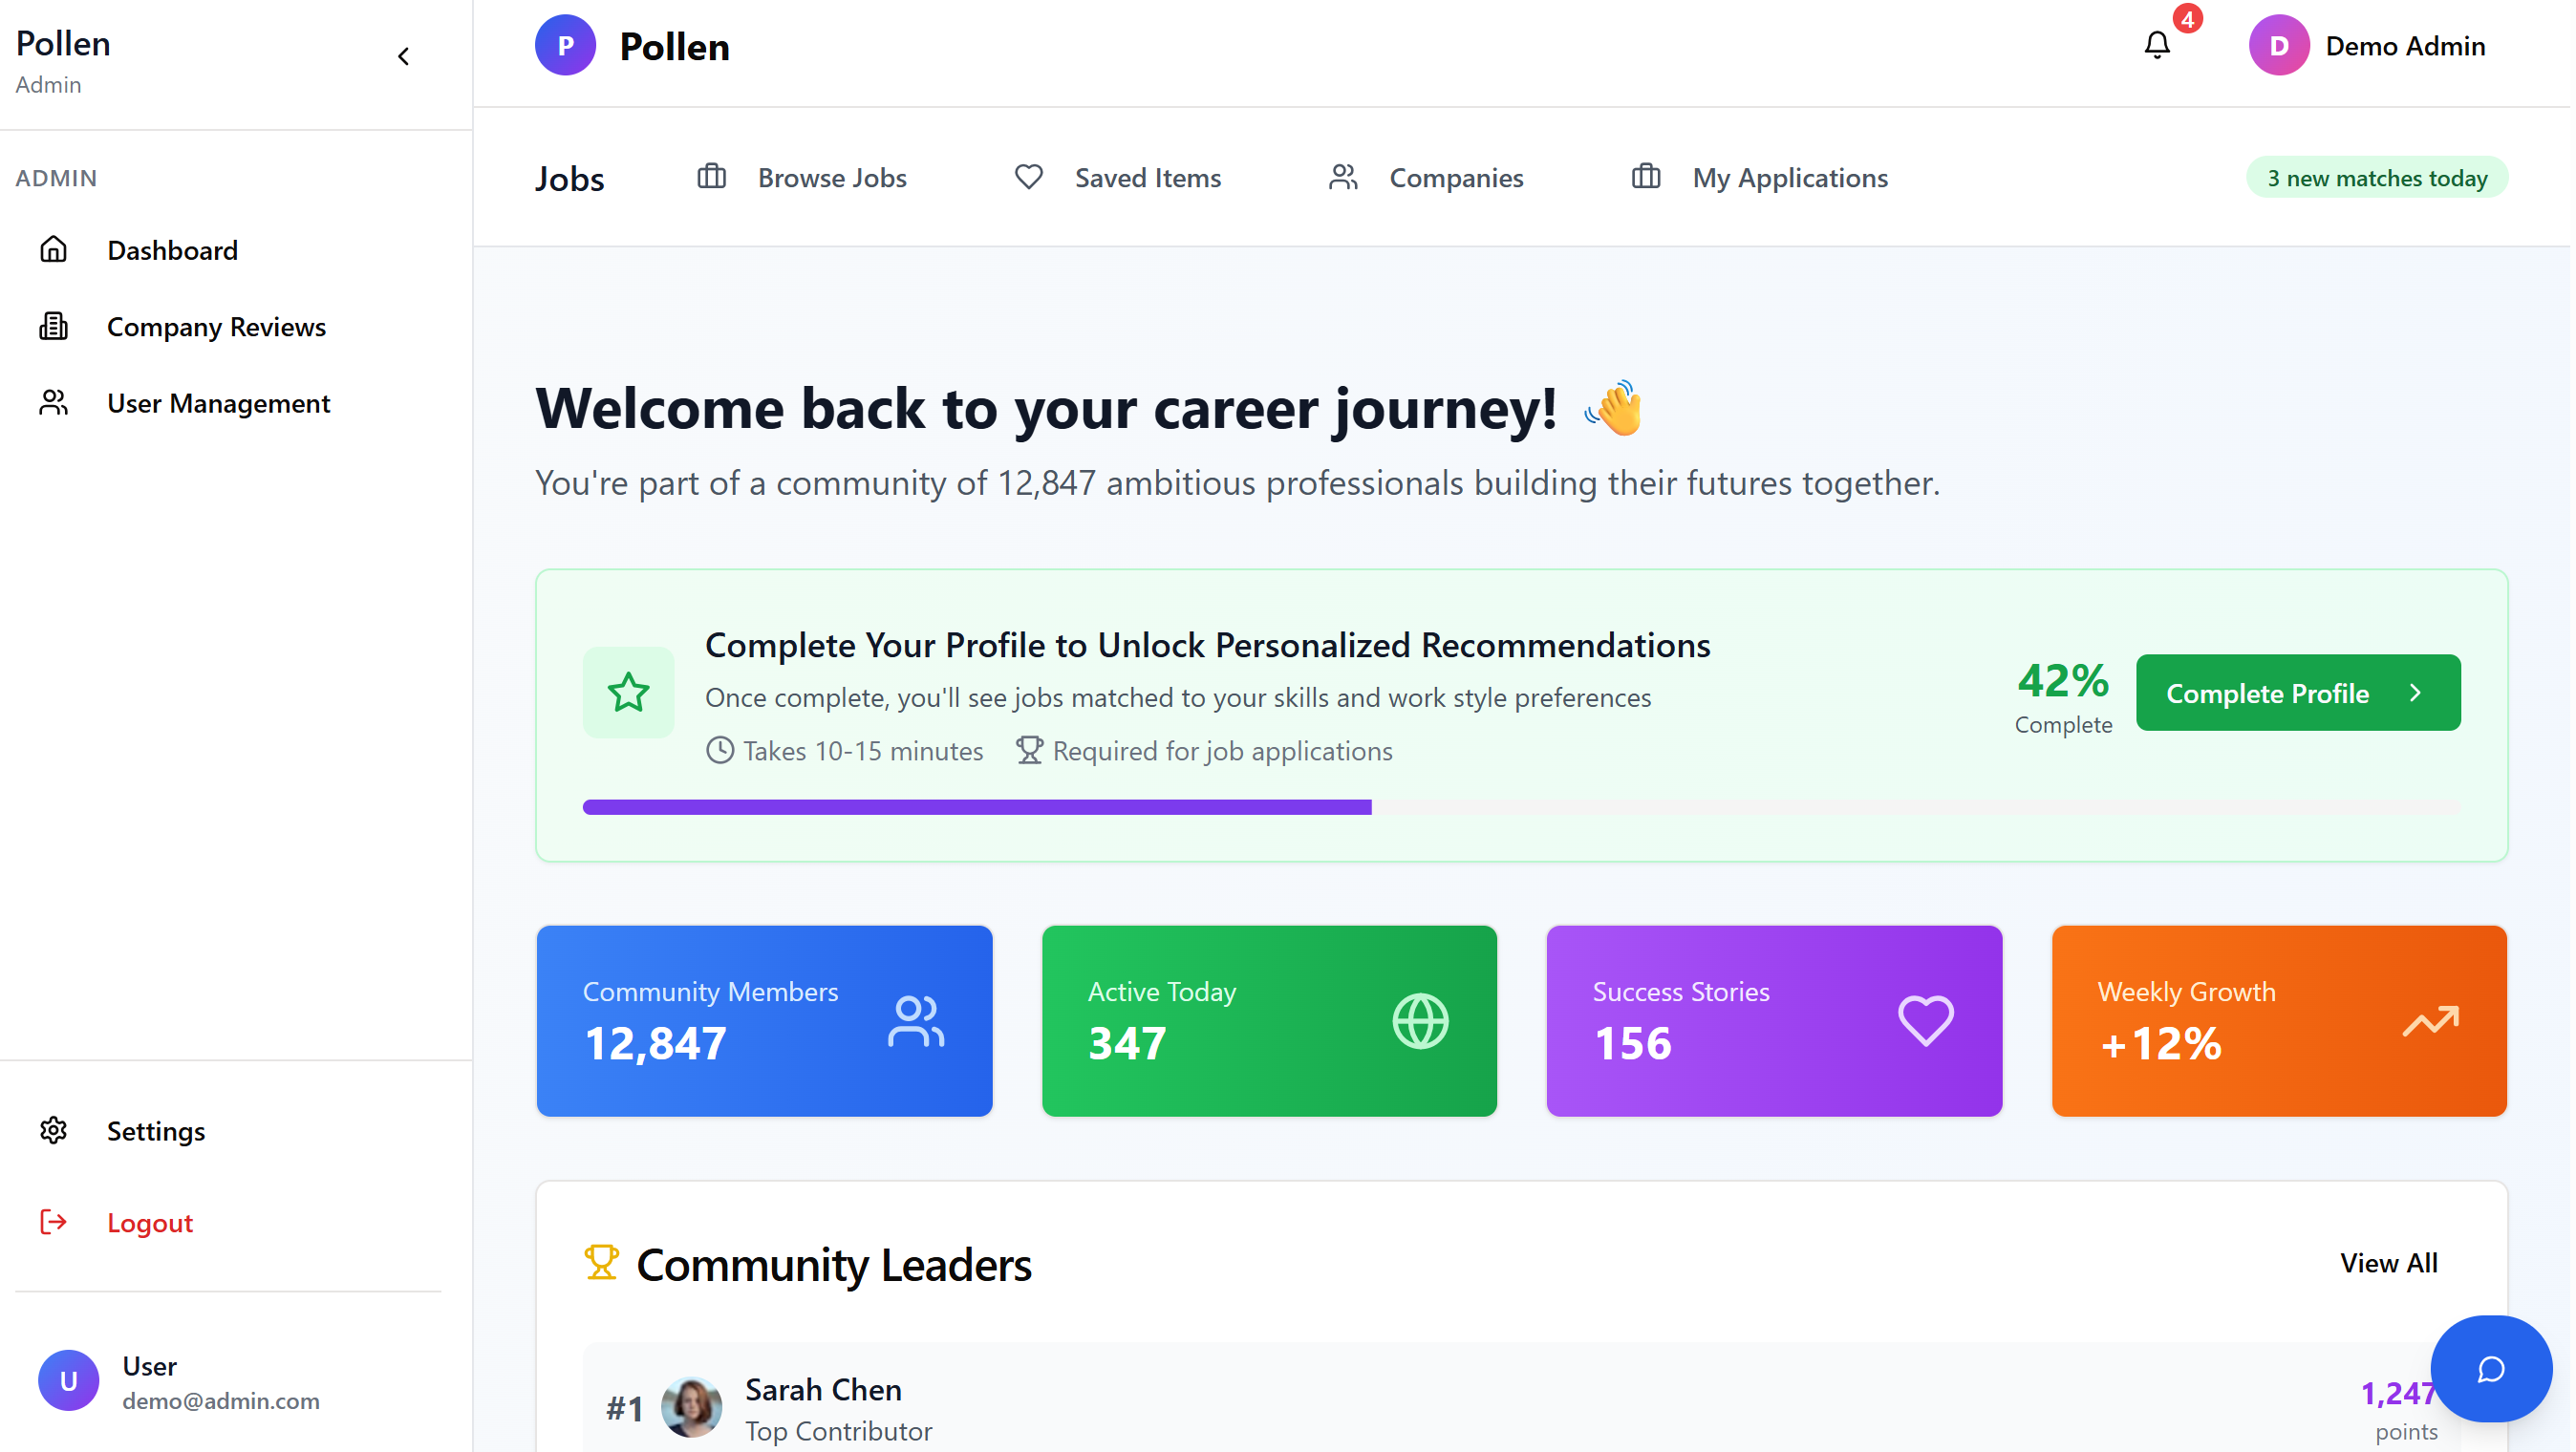 Pollen
Admin
ADMIN
Dashboard
Company Reviews
User Management
Settings
Logout
U
User
demo@admin.com
P
Pollen
4
D
Demo Admin
Jobs
Browse Jobs
Saved Items
Companies
My Applications
3 new matches today
Welcome back to your career journey! 👋
You're part of a community of 12,847 ambitious professionals building their futures together.
Complete Your Profile to Unlock Personalized Recommendations
Once complete, you'll see jobs matched to your skills and work style preferences
Takes 10-15 minutes
Required for job applications
42%
Complete
Complete Profile
Community Members
12,847
Active Today
347
Success Stories
156
Weekly Growth
+12%
Community Leaders
View All
#1
Sarah Chen
Top Contributor
1,247
points